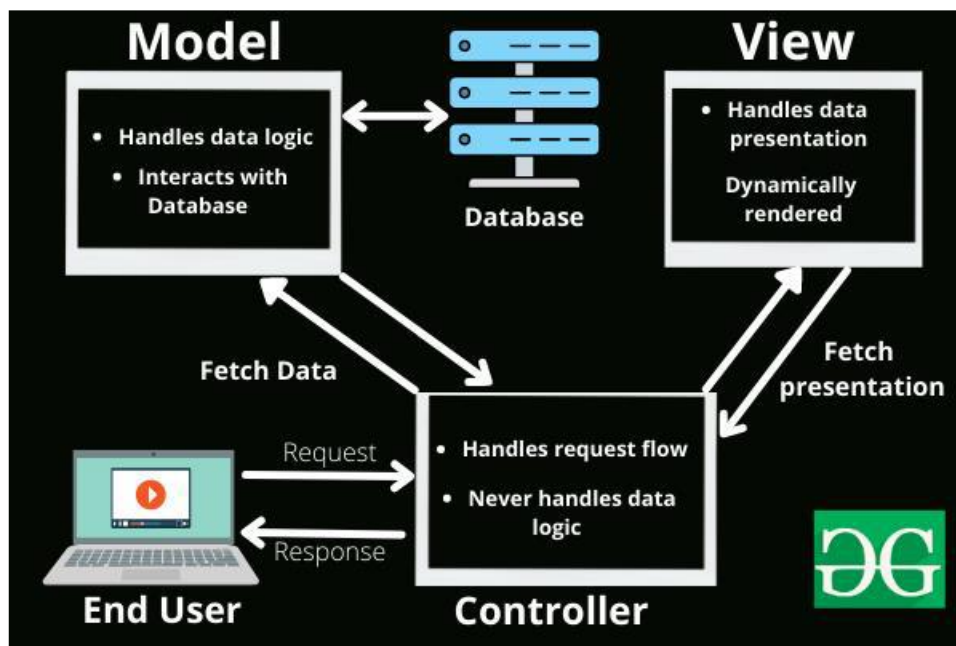 Model
View
• Handles data logic
• Interacts with
Database
Database
• Handles data
presentation
Dynamically
rendered
Fetch Data
Fetch
presentation
Request
Response
• Handles request flow
• Never handles data
logic
End User
Controller
GG